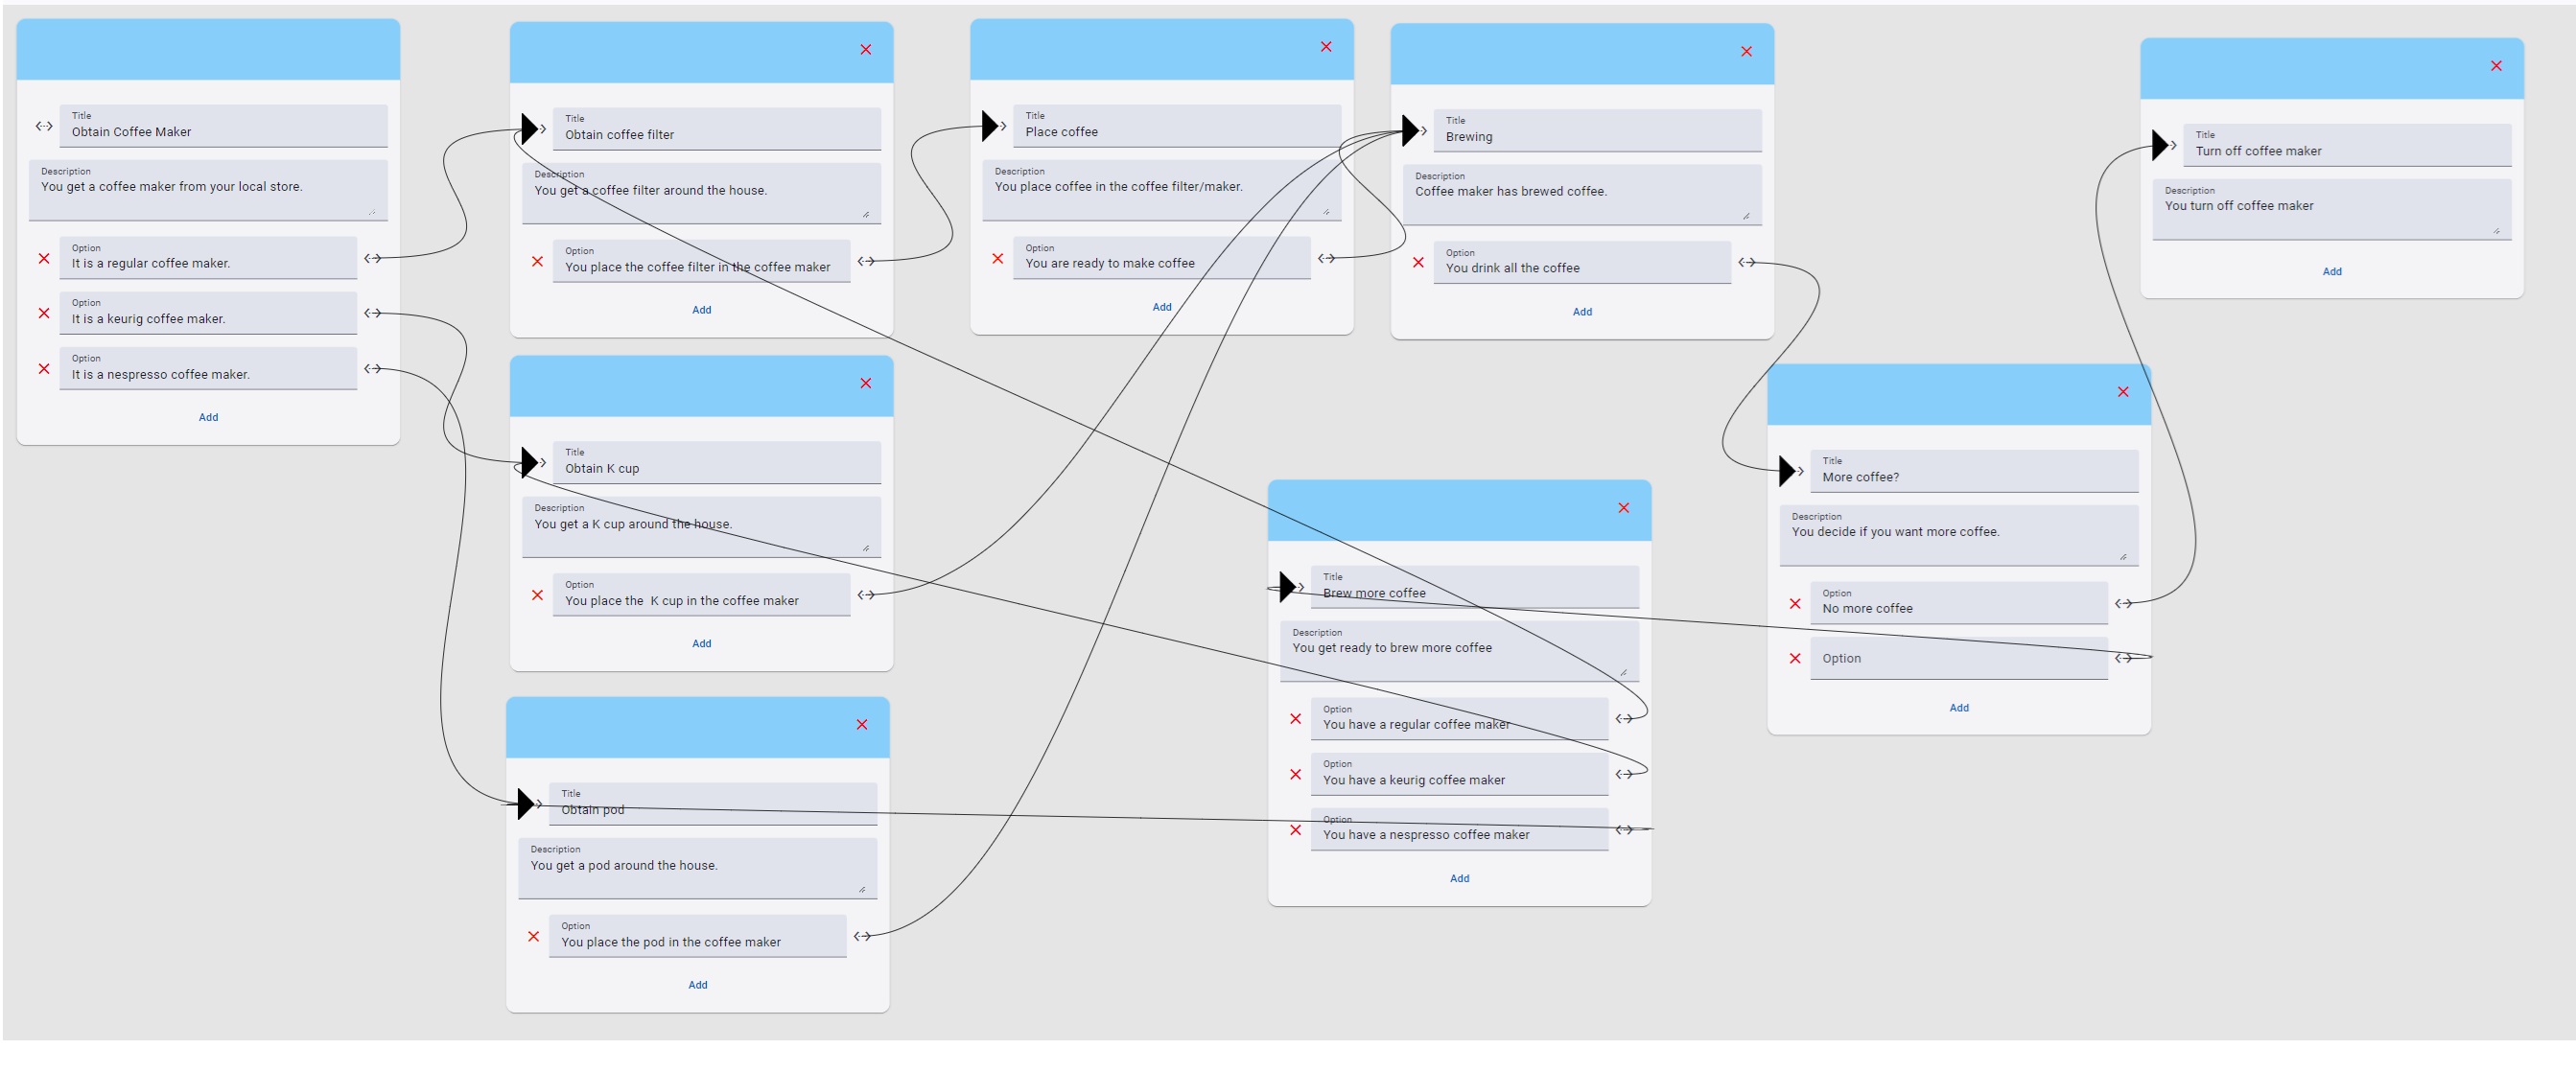 Title
Obtain Coffee Maker
Description
You get a coffee maker from your local store.
Option
It is a regular coffee maker.
Option
It is a keurig coffee maker.
Option
It is a nespresso coffee maker.
Add
Title
Obtain coffee filter
Description
You get a coffee filter around the house.
Option
You place the coffee filter in the coffee maker
Add
Title
Obtain K cup
Description
You get a K cup around the house.
Option
You place the  K cup in the coffee maker
Add
Title
Obtain pod
Description
You get a pod around the house.
Option
You place the pod in the coffee maker
Add
Title
Place coffee
Description
You place coffee in the coffee filter/maker.
Option
You are ready to make coffee
Add
Title
Brewing
Description
Coffee maker has brewed coffee.
Option
You drink all the coffee
Add
Title
Brew more coffee
Description
You get ready to brew more coffee
Option
You have a regular coffee maker
Option
You have a keurig coffee maker
Option
You have a nespresso coffee maker
Add
Title
More coffee?
Description
You decide if you want more coffee.
Option
No more coffee
Option
Add
Title
Turn off coffee maker
Description
You turn off coffee maker
Add